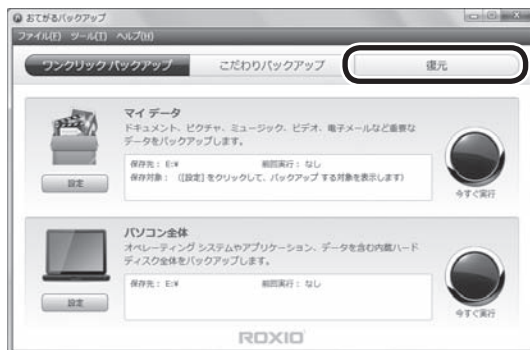 おてがるバックアップ
ファイル(F) ツール(T) ヘルプ(H)
ワンクリック バックアップ こだわりバックアップ 復元
マイ データ
ドキュメント、ピクチャ、ミュージック、ビデオ、電子メールなど重要な
データをバックアップします。
設定
保存先： E:¥ 前回実行： なし
保存対象： （[設定] をクリックして、バックアップ する対象を表示します）
今すぐ実行
パソコン全体
オペレーティング システムやアプリケーション、データを含む内蔵ハード
ディスク全体をバックアップします。
設定
保存先： E:¥ 前回実行： なし
今すぐ実行
ROXIO